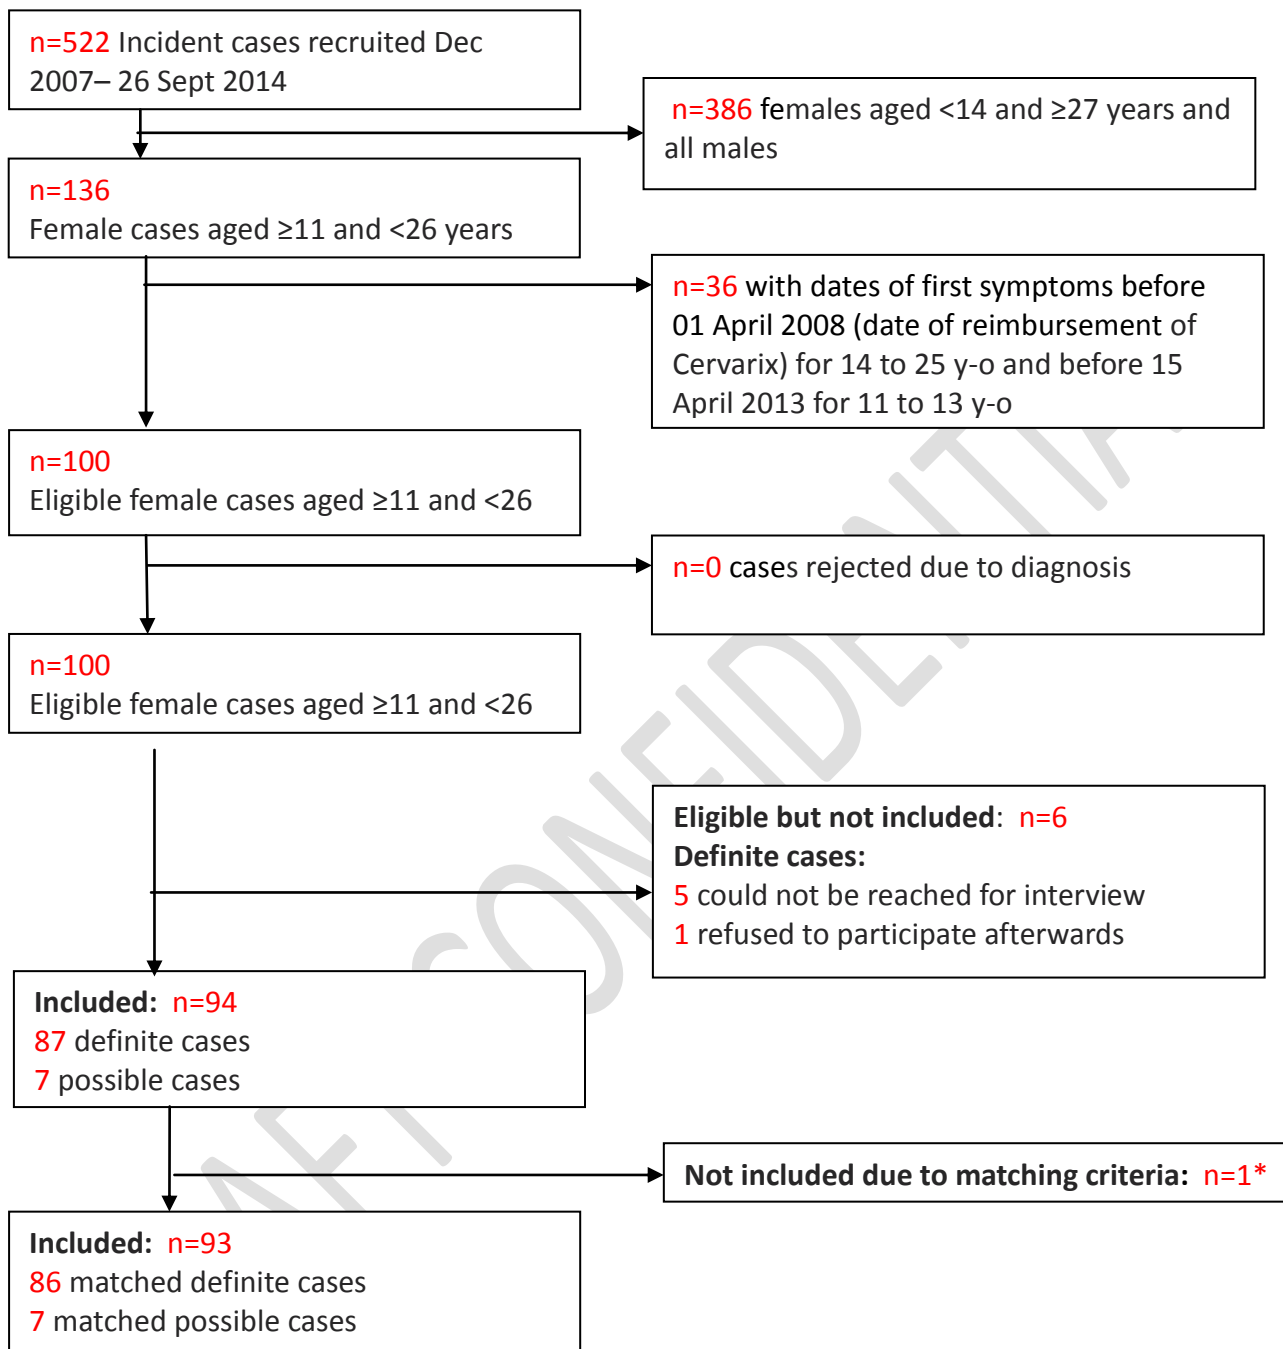 n=522 Incident cases recruited Dec
2007– 26 Sept 2014
n=386 females aged <14 and ≥27 years and
all males
n=136
Female cases aged ≥11 and <26 years
n=36 with dates of first symptoms before
01 April 2008 (date of reimbursement of
Cervarix) for 14 to 25 y-o and before 15
April 2013 for 11 to 13 y-o
n=100
Eligible female cases aged ≥11 and <26
n=0 cases rejected due to diagnosis
n=100
Eligible female cases aged ≥11 and <26
Eligible but not included: n=6
Definite cases:
5 could not be reached for interview
1 refused to participate afterwards
Included: n=94
87 definite cases
7 possible cases
Not included due to matching criteria: n=1*
Included: n=93
86 matched definite cases
7 matched possible cases
AFT CONFIDENTIA